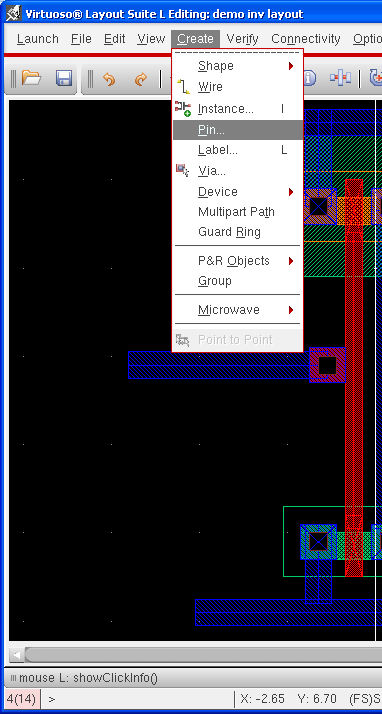 Virtuoso® Layout Suite L Editing: demo inv layout
Launch File Edit View Create Verify Connectivity Optio
Shape
Wire
Instance... I
Pin...
Label... L
Via...
Device
Multipart Path
Guard Ring
P&R Objects
Group
Microwave
Point to Point
mouse L: showClickInfo()
4(14) > X: -2.65 Y: 6.70 (FS)S